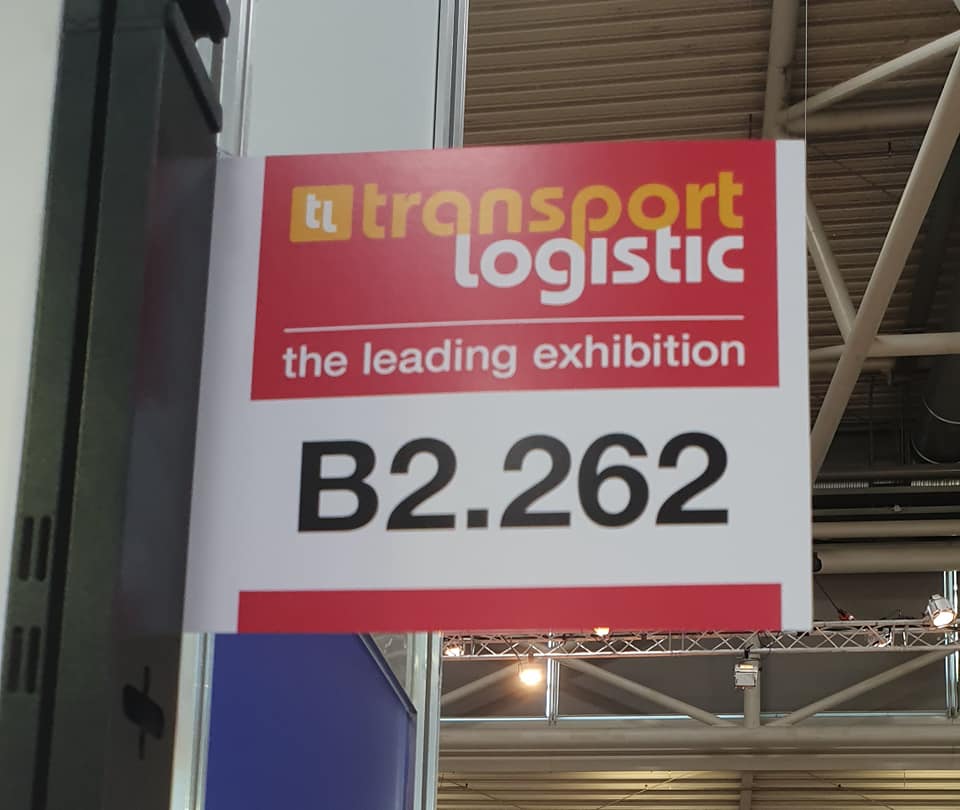 tl transport
logistic
the leading exhibition
B2.262